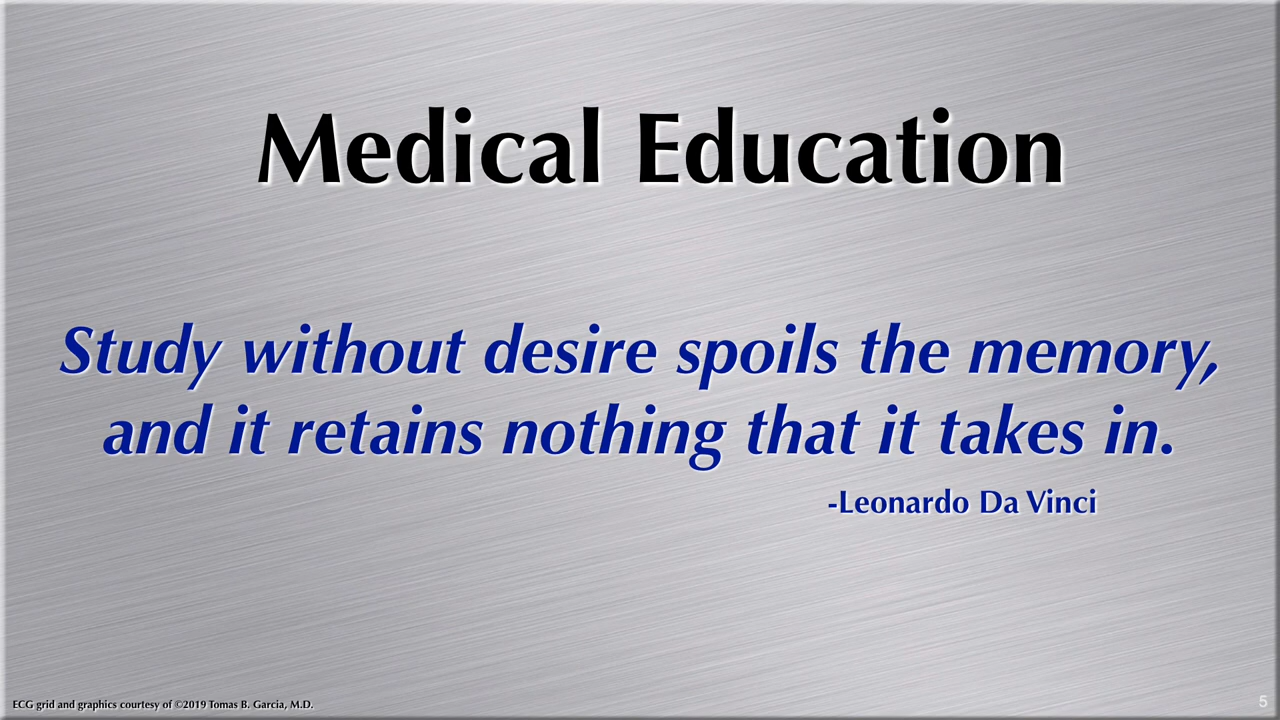 Medical Education
Study without desire spoils the memory,
and it retains nothing that it takes in.
-Leonardo Da Vinci
ECG grid and graphics courtesy of ©2019 Tomas B. Garcia, M.D.
5